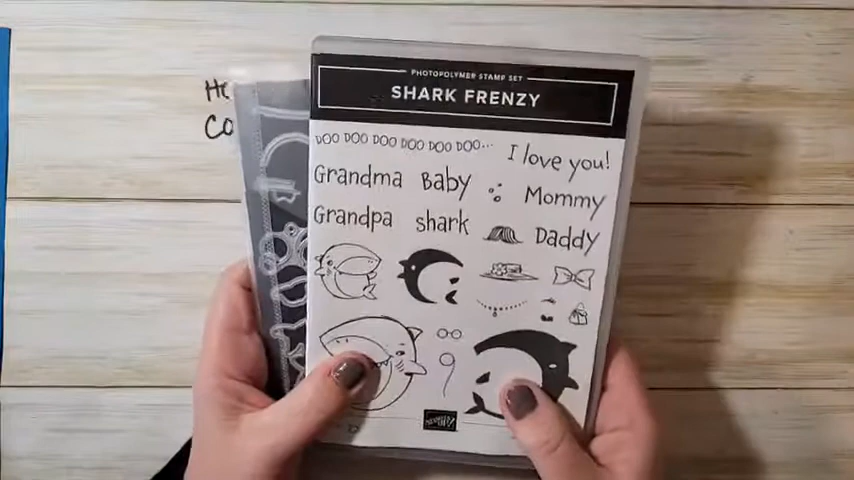 PHOTOPOLYMER STAMP SET
SHARK FRENZY
DOO DOO DOO DOO DOO DOO...
I love you!
Grandma Baby Mommy
Grandpa shark Daddy